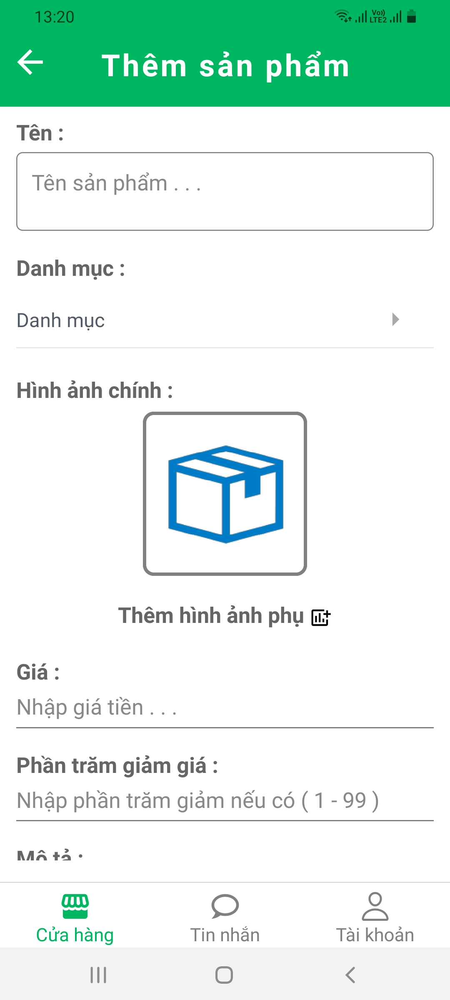 13:20
Vo))
LTE2
Thêm sản phẩm
Tên :
Tên sản phẩm . . .
Danh mục :
Danh mục
Hình ảnh chính :
Thêm hình ảnh phụ
Giá :
Nhập giá tiền . . .
Phần trăm giảm giá :
Nhập phần trăm giảm nếu có ( 1 - 99 )
Mô tả :
Cửa hàng
Tin nhắn
Tài khoản